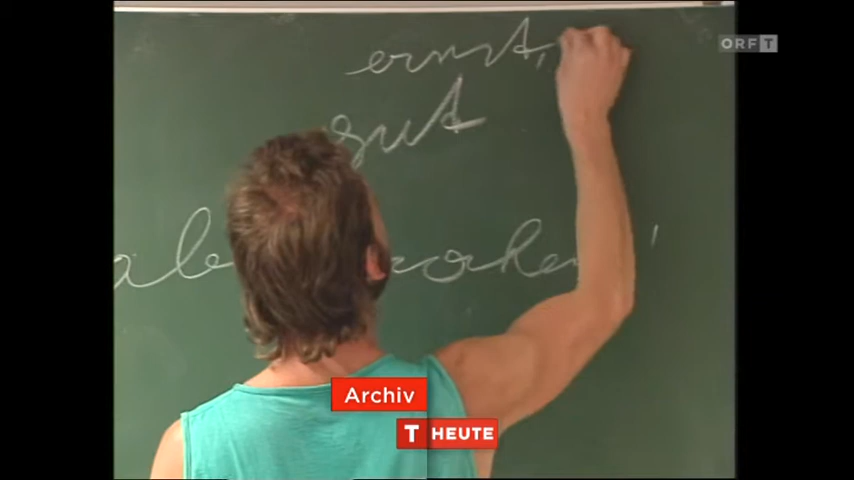 ernst,
ORF T
gut
Archiv
T HEUTE